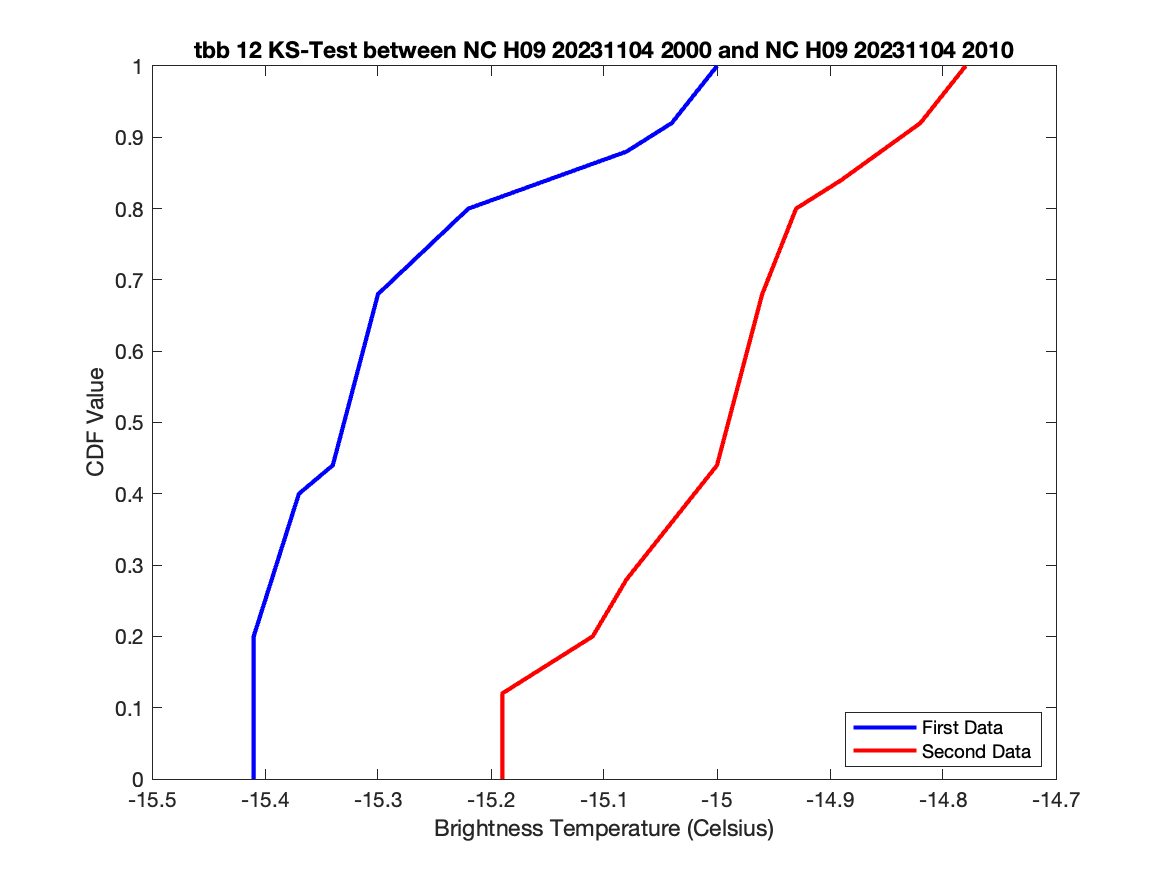 tbb 12 KS-Test between NC H09 20231104 2000 and NC H09 20231104 2010
1
0.9
0.8
0.7
0.6
0.5
0.4
0.3
0.2
0.1
0
CDF Value
-15.5 -15.4 -15.3 -15.2 -15.1 -15 -14.9 -14.8 -14.7
Brightness Temperature (Celsius)
First Data
Second Data